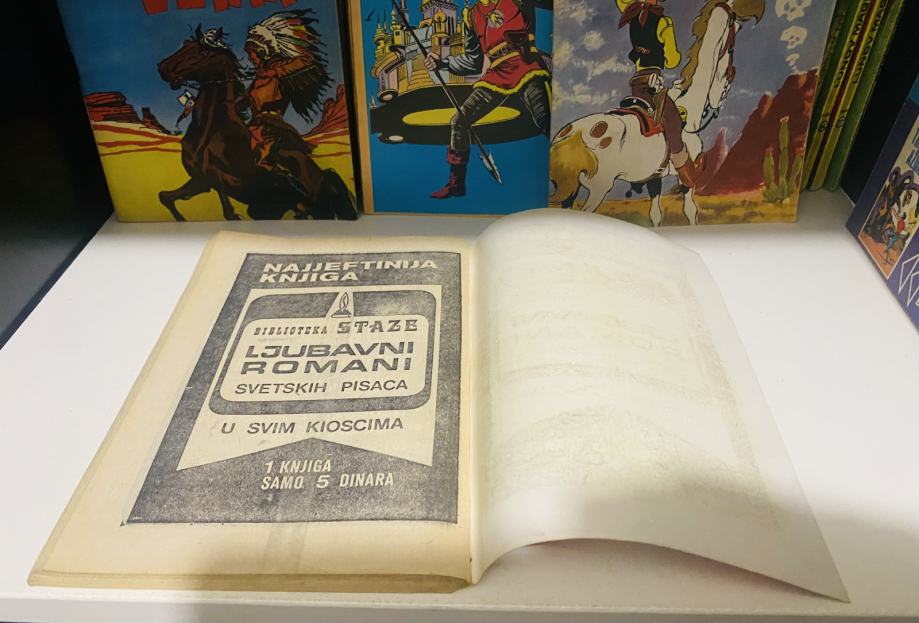 NAJJEFTINIJA
KNJIGA
BIBLIOTEKA STAZE
LJUBAVNI
ROMANI
SVETSKIH PISACA
U SVIM KIOSCIMA
1 KNJIGA
SAMO 5 DINARA